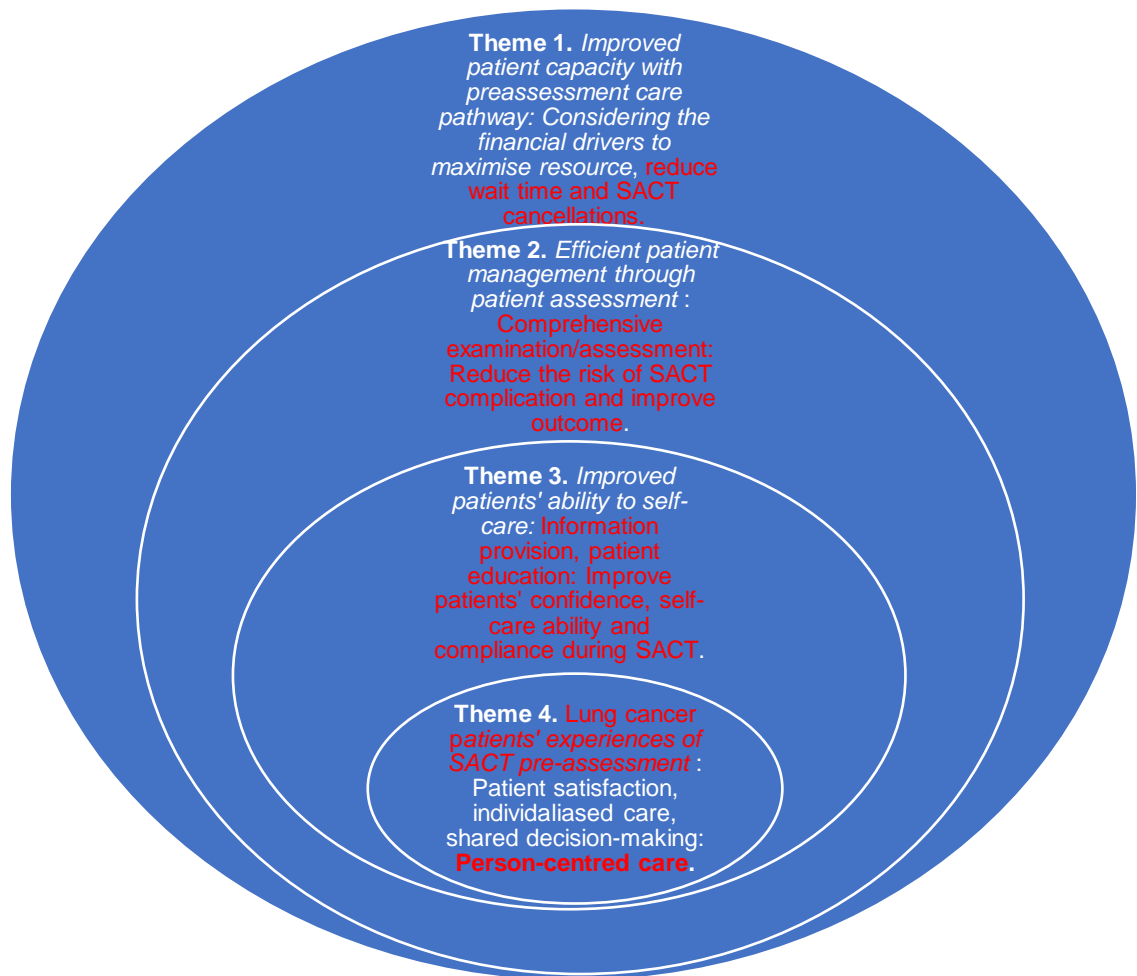 Theme 1. Improved
patient capacity with
preassessment care
pathway: Considering the
financial drivers to
maximise resource, reduce
wait time and SACT
cancellations.
Theme 2. Efficient patient
management through
patient assessment :
Comprehensive
examination/assessment:
Reduce the risk of SACT
complication and improve
outcome.
Theme 3. Improved
patients' ability to self-
care: Information
provision, patient
education: Improve
patients' confidence, self-
care ability and
compliance during SACT.
Theme 4. Lung cancer
patients' experiences of
SACT pre-assessment :
Patient satisfaction,
individaliased care,
shared decision-making:
Person-centred care.